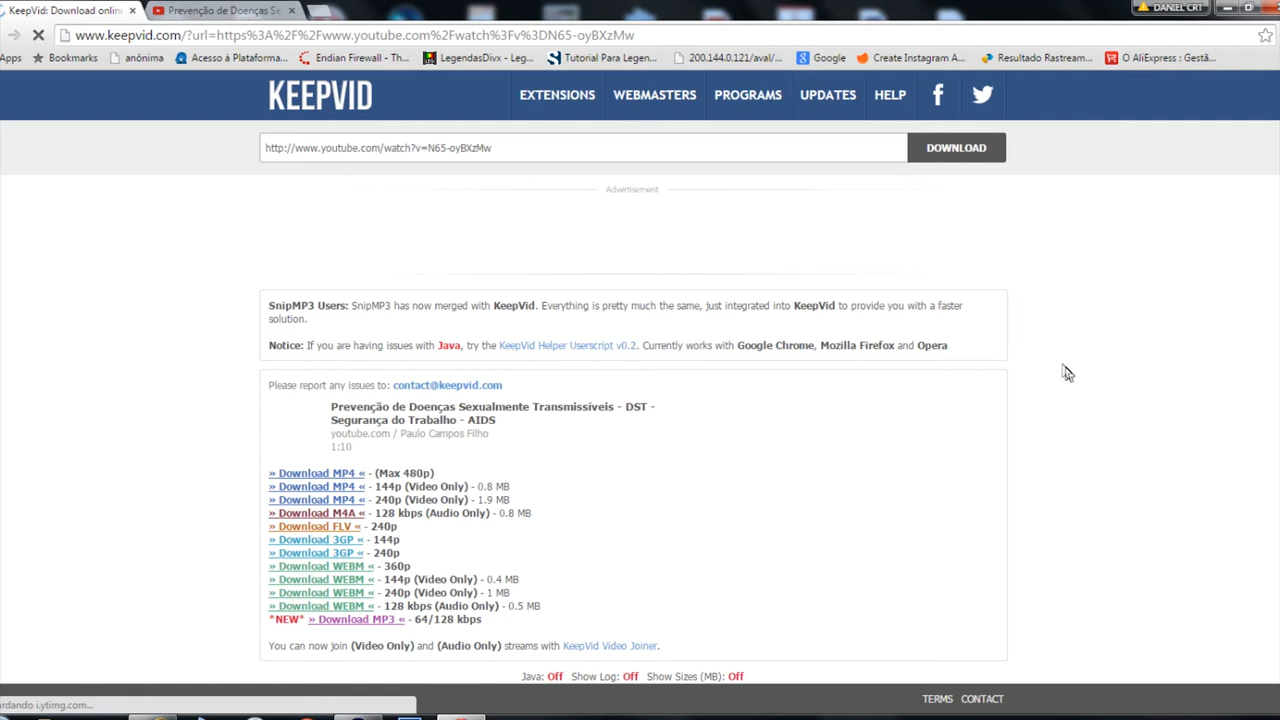 KeepVid: Download onlin
Prevenção de Doenças Se
DANIEL CRT
www.keepvid.com/?url=https%3A%2F%2Fwww.youtube.com%2Fwatch%3Fv%3DN65-oyBXzMw
Apps Bookmarks anônima Acesso à Plataforma... Endian Firewall - Th... LegendasDivx - Leg... Tutorial Para Legen... 200.144.0.121/aval/... Google Create Instagram A... Resultado Rastream... O AliExpress : Gestã...
KEEPVID EXTENSIONS WEBMASTERS PROGRAMS UPDATES HELP
http://www.youtube.com/watch?v=N65-oyBXzMw DOWNLOAD
Advertisement
SnipMP3 Users: SnipMP3 has now merged with KeepVid. Everything is pretty much the same, just integrated into KeepVid to provide you with a faster
solution.
Notice: If you are having issues with Java, try the KeepVid Helper Userscript v0.2. Currently works with Google Chrome, Mozilla Firefox and Opera
Please report any issues to: contact@keepvid.com
Prevenção de Doenças Sexualmente Transmissíveis - DST -
Segurança do Trabalho - AIDS
youtube.com / Paulo Campos Filho
1:10
» Download MP4 « - (Max 480p)
» Download MP4 « - 144p (Video Only) - 0.8 MB
» Download MP4 « - 240p (Video Only) - 1.9 MB
» Download M4A « - 128 kbps (Audio Only) - 0.8 MB
» Download FLV « - 240p
» Download 3GP « - 144p
» Download 3GP « - 240p
» Download WEBM « - 360p
» Download WEBM « - 144p (Video Only) - 0.4 MB
» Download WEBM « - 240p (Video Only) - 1 MB
» Download WEBM « - 128 kbps (Audio Only) - 0.5 MB
*NEW* » Download MP3 « - 64/128 kbps
You can now join (Video Only) and (Audio Only) streams with KeepVid Video Joiner.
Java: Off Show Log: Off Show Sizes (MB): Off
TERMS CONTACT
ardando i.ytimg.com...